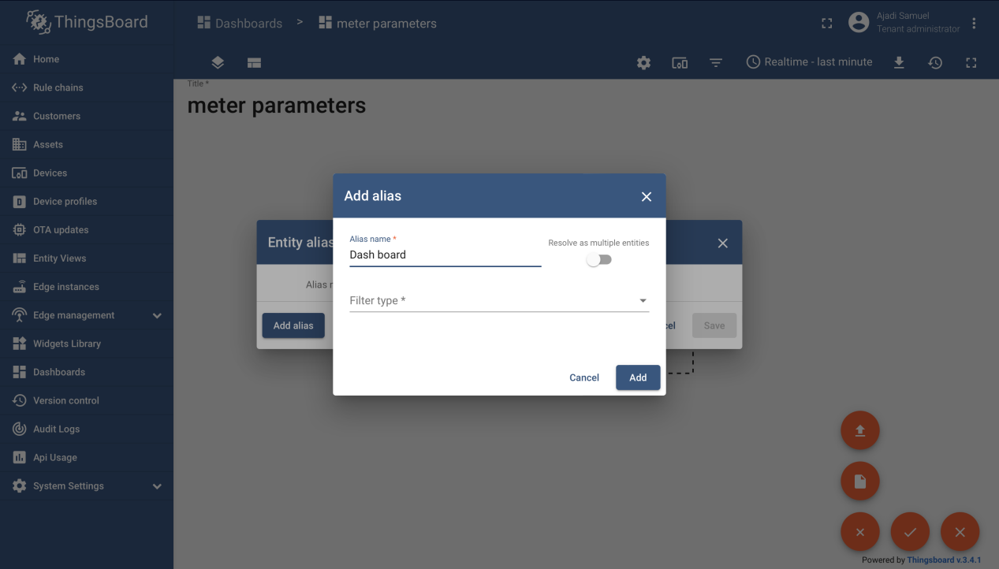 ThingsBoard
Dashboards > meter parameters
Ajadi Samuel
Tenant administrator
Home
Rule chains
Customers
Assets
Devices
Device profiles
OTA updates
Entity Views
Edge instances
Edge management
Widgets Library
Dashboards
Version control
Audit Logs
Api Usage
System Settings
Realtime - last minute
Title *
meter parameters
Entity alias
Alias r
Add alias
cel
Save
Add alias
Alias name *
Dash board
Resolve as multiple entities
Filter type *
Cancel
Add
Powered by Thingsboard v.3.4.1